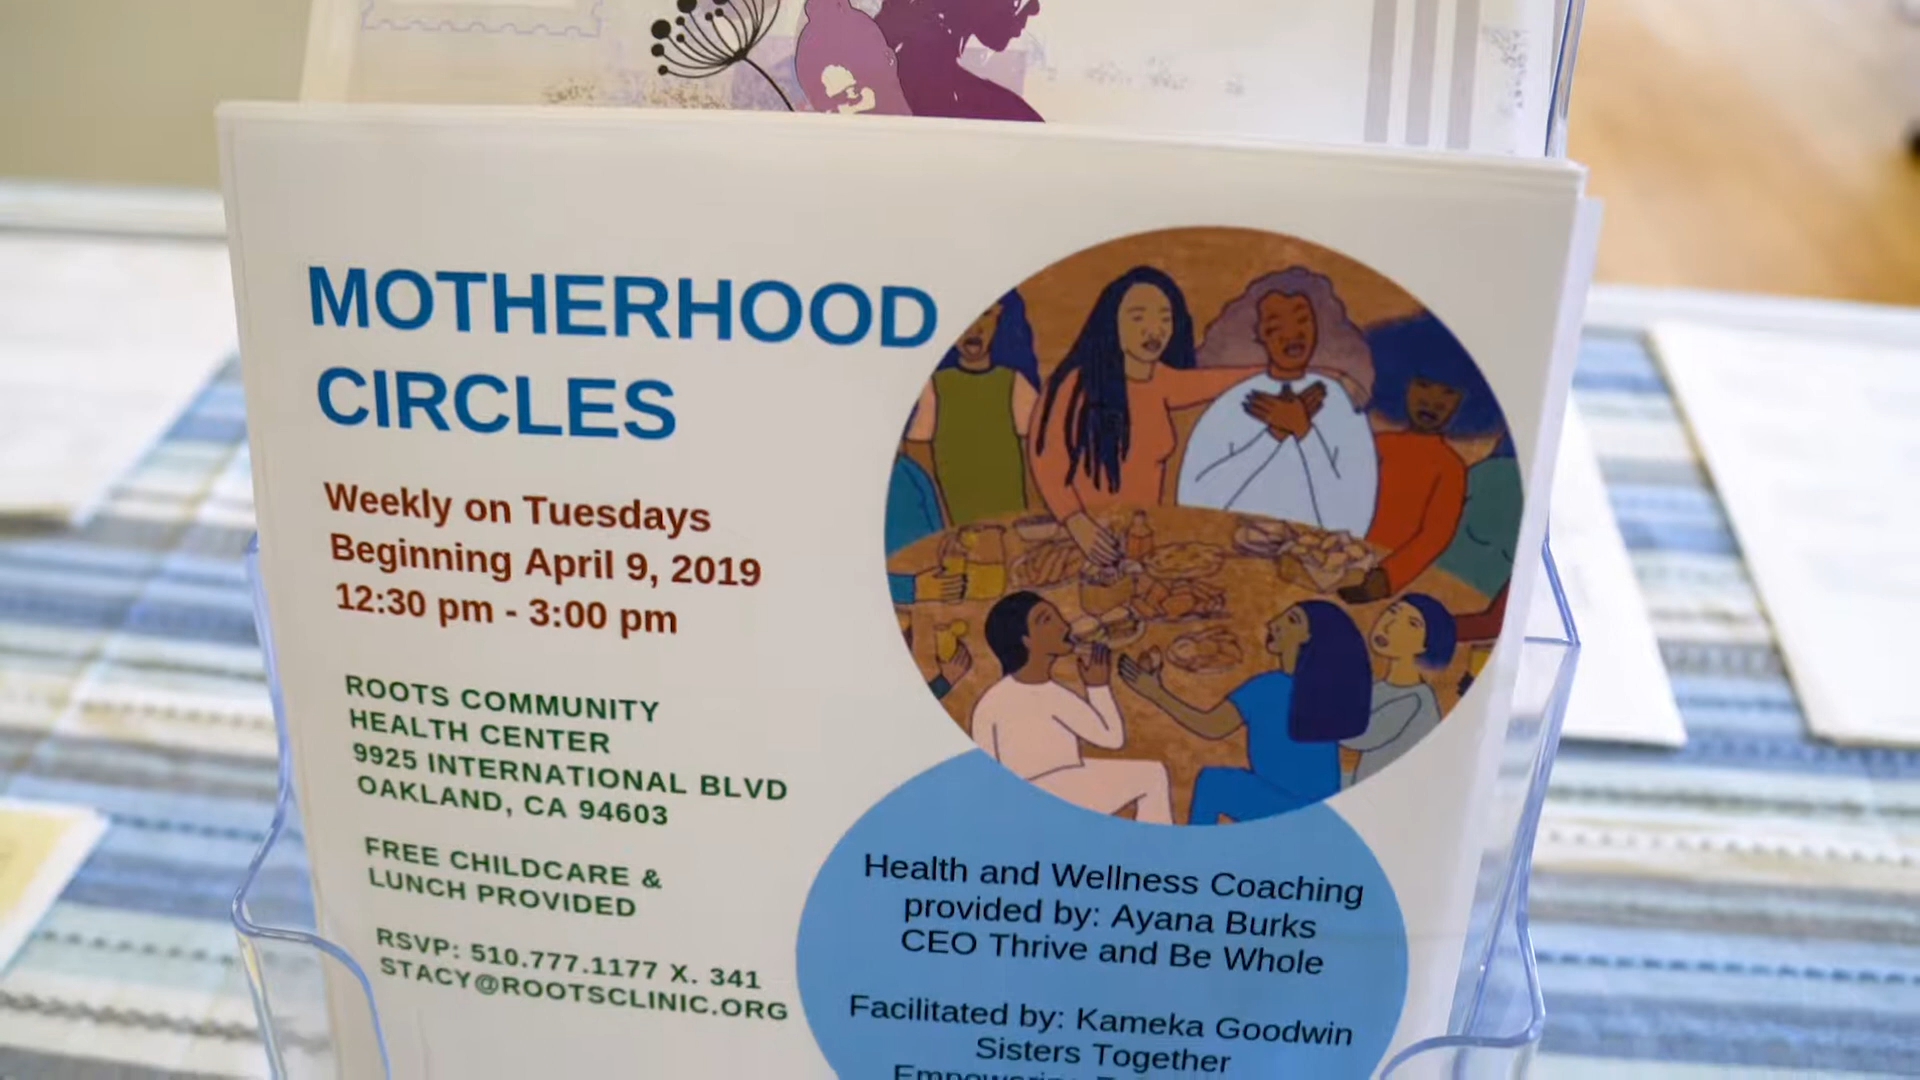 MOTHERHOOD
CIRCLES
Weekly on Tuesdays
Beginning April 9, 2019
12:30 pm - 3:00 pm
ROOTS COMMUNITY
HEALTH CENTER
9925 INTERNATIONAL BLVD
OAKLAND, CA 94603
FREE CHILDCARE &
LUNCH PROVIDED
RSVP: 510.777.1177 X. 341
STACY@ROOTSCLINIC.ORG
Health and Wellness Coaching
provided by: Ayana Burks
CEO Thrive and Be Whole
Facilitated by: Kameka Goodwin
Sisters Together